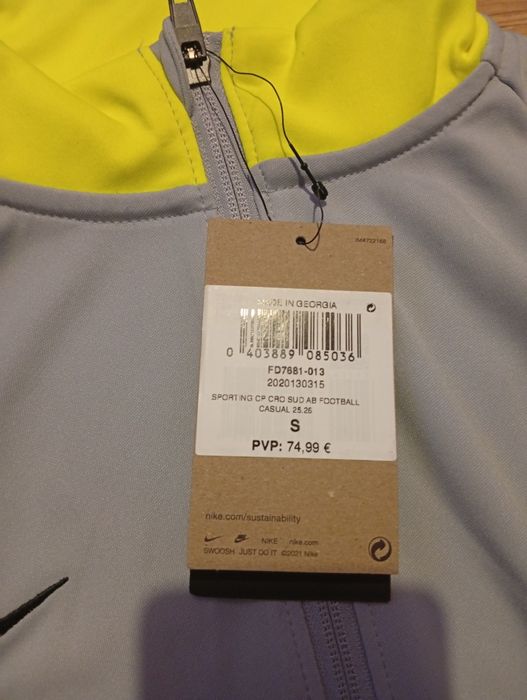 MADE IN GEORGIA
0 403889 085036
FD7681-013
2020130315
SPORTING CP CRO SUD AB FOOTBALL
CASUAL 25.26
S
PVP: 74,99 €
nike.com/sustainability
NIKE nike.com
SWOOSH JUST DO IT ©2021 Nike